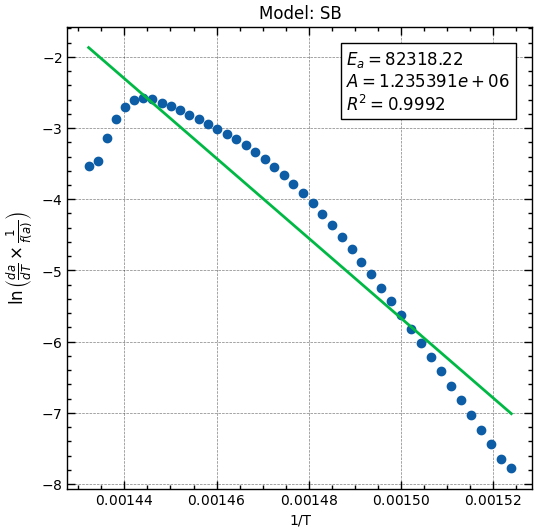 Model: SB
E_a = 82318.22
A = 1.235391e + 06
R^2 = 0.9992
−2
−3
−4
−5
−6
−7
−8
ln(da/dT × 1/f(a))
0.00144 0.00146 0.00148 0.00150 0.00152
1/T